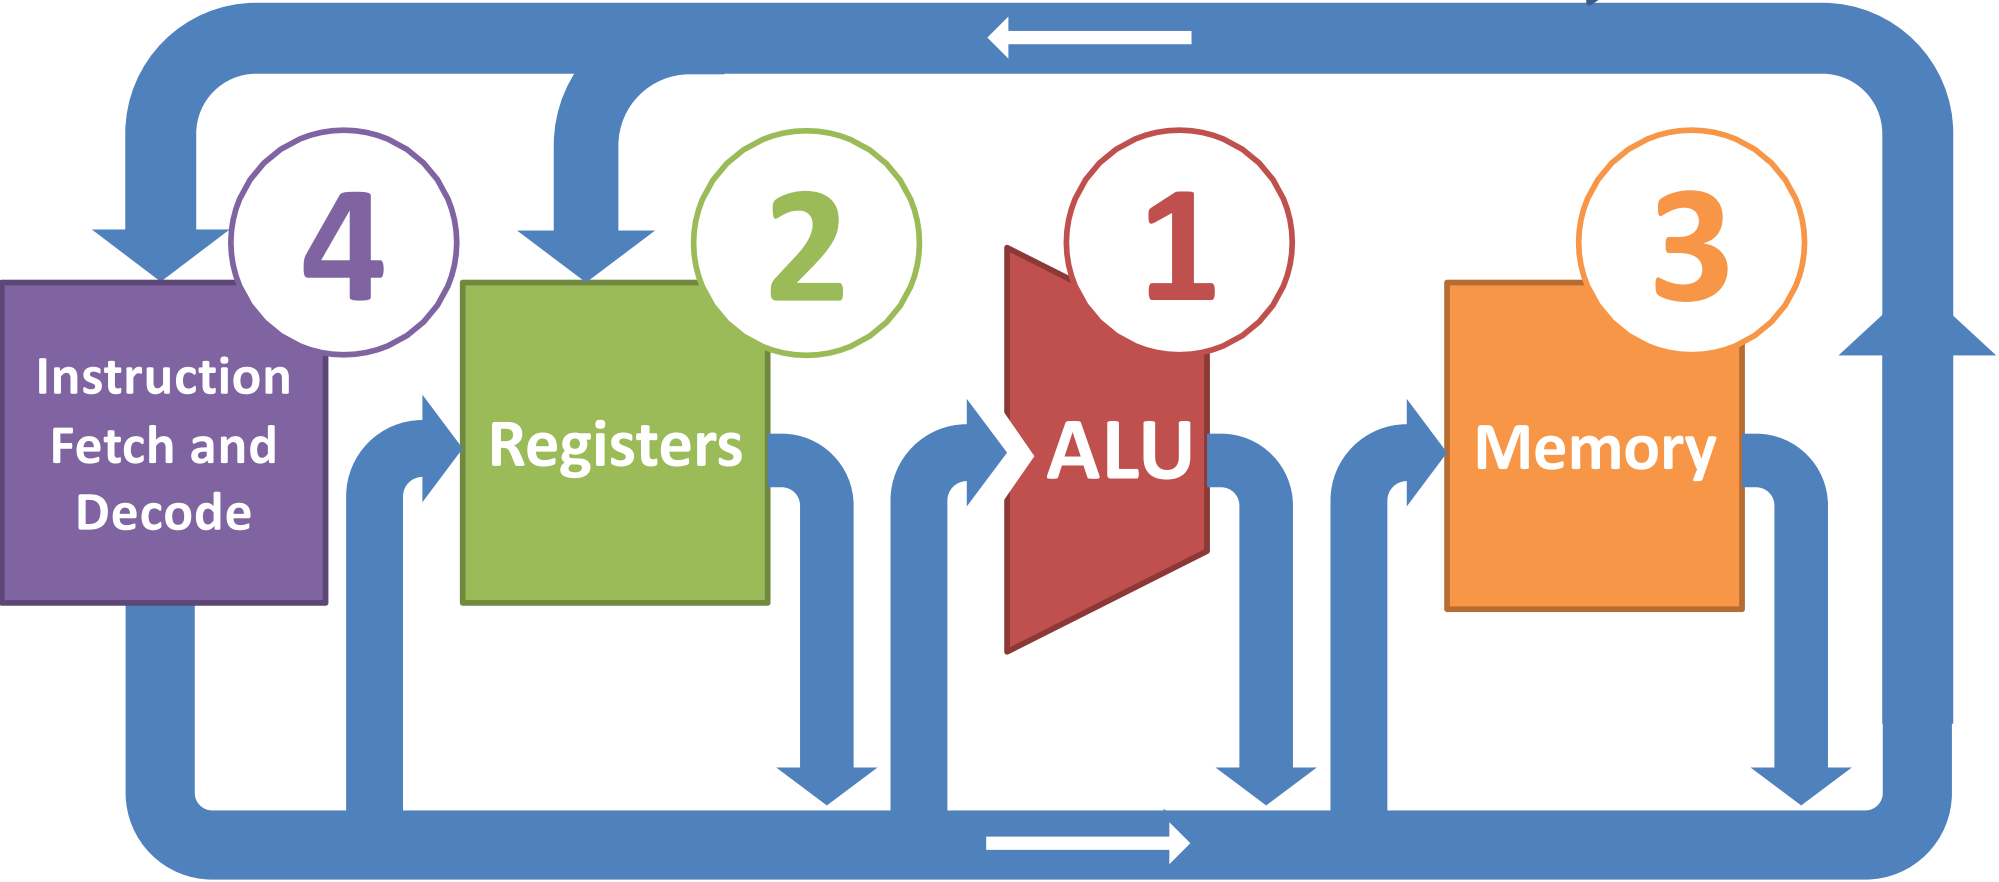 4
Instruction
Fetch and
Decode
2
Registers
1
ALU
3
Memory